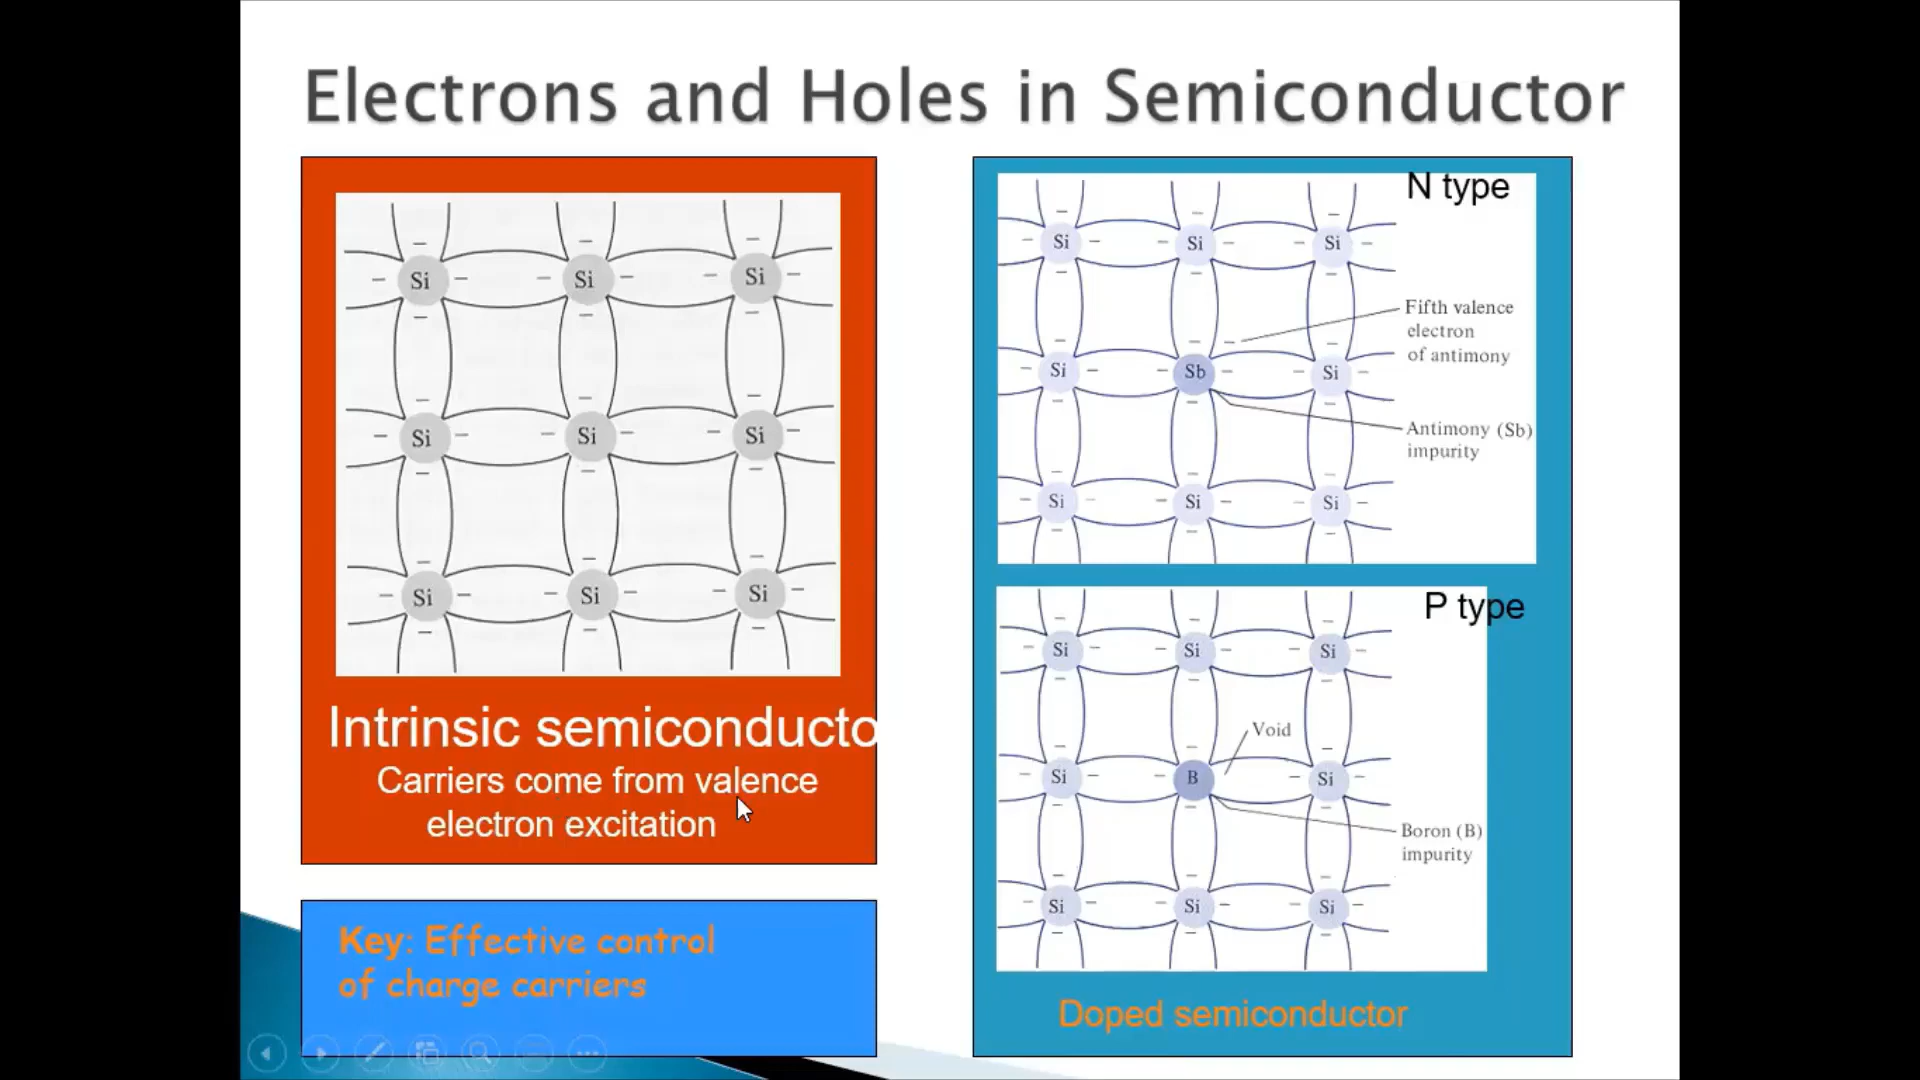 Electrons and Holes in Semiconductor
Si Si Si
Si Si Si
Si Si Si
Intrinsic semiconducto
Carriers come from valence
electron excitation
Key: Effective control
of charge carriers
N type
Si Si Si
Fifth valence
electron
of antimony
Si Sb Si
Antimony (Sb)
impurity
Si Si Si
P type
Si Si Si
Void
Si B Si
Boron (B)
impurity
Si Si Si
Doped semiconductor